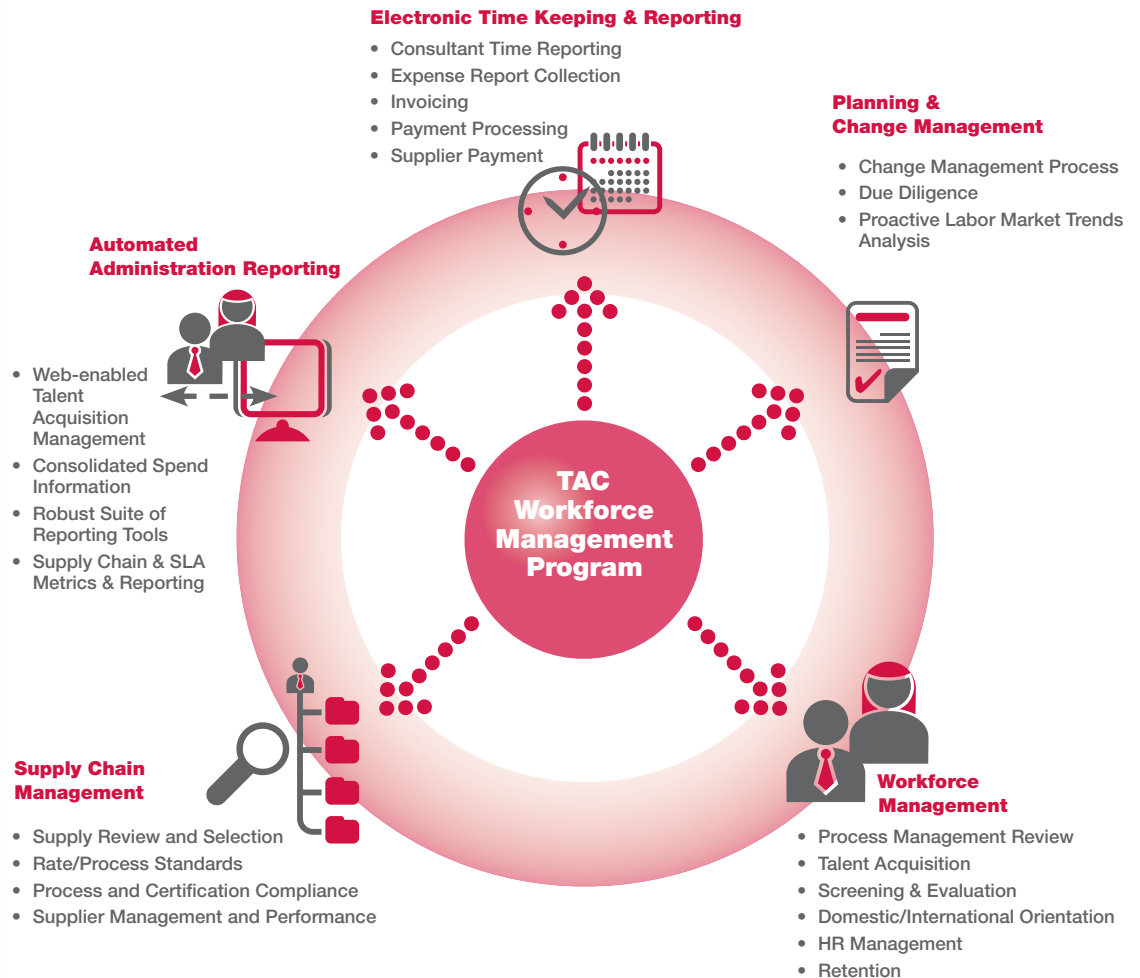 Electronic Time Keeping & Reporting
• Consultant Time Reporting
• Expense Report Collection
• Invoicing
• Payment Processing
• Supplier Payment
Planning &
Change Management
• Change Management Process
• Due Diligence
• Proactive Labor Market Trends
Analysis
Automated
Administration Reporting
• Web-enabled
Talent
Acquisition
Management
• Consolidated Spend
Information
• Robust Suite of
Reporting Tools
• Supply Chain & SLA
Metrics & Reporting
TAC
Workforce
Management
Program
Supply Chain
Management
• Supply Review and Selection
• Rate/Process Standards
• Process and Certification Compliance
• Supplier Management and Performance
Workforce
Management
• Process Management Review
• Talent Acquisition
• Screening & Evaluation
• Domestic/International Orientation
• HR Management
• Retention